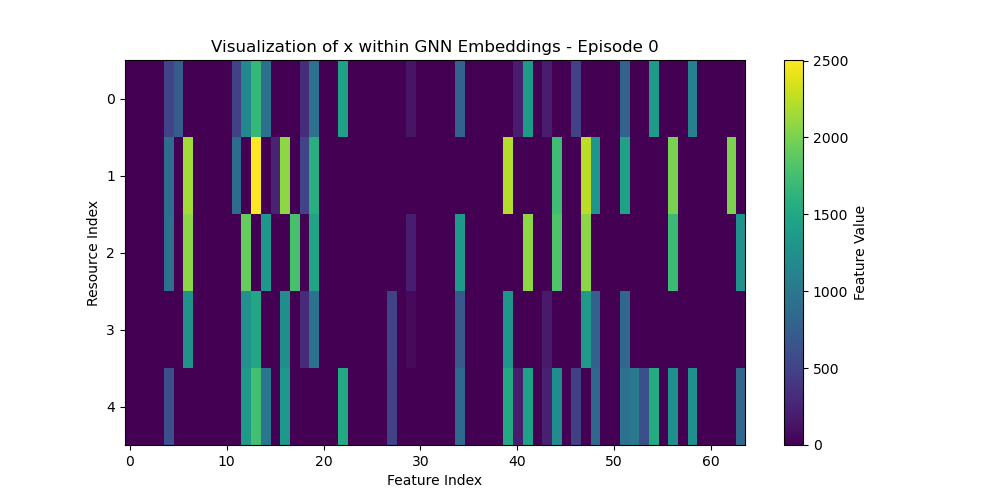 Visualization of x within GNN Embeddings - Episode 0
Resource Index
0
1
2
3
4
0 10 20 30 40 50 60
Feature Index
2500
2000
1500
1000
500
0
Feature Value